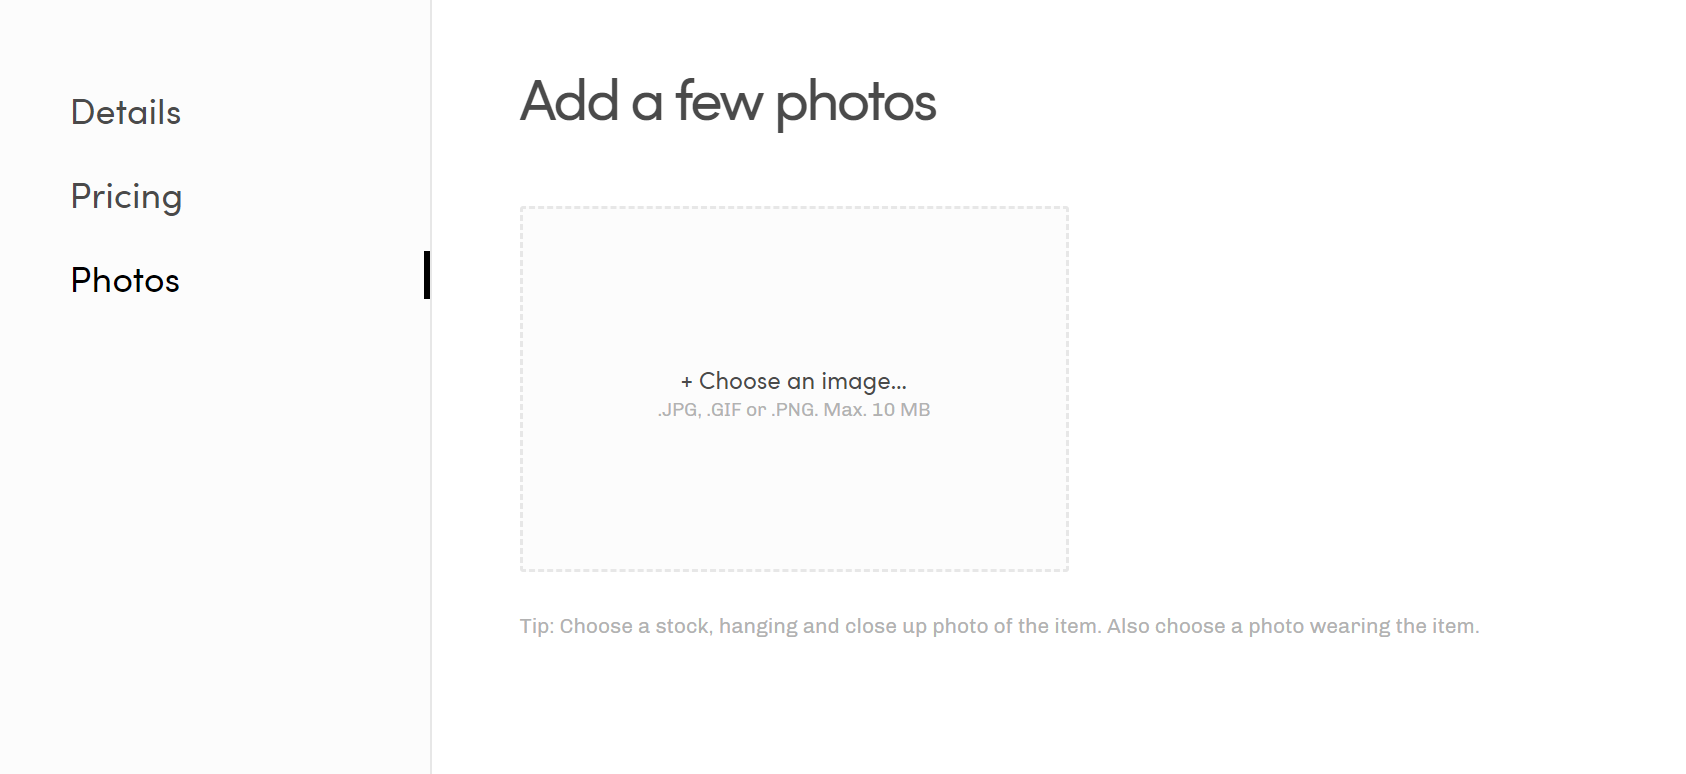 Details
Pricing
Photos
Add a few photos
+ Choose an image...
.JPG, .GIF or .PNG. Max. 10 MB
Tip: Choose a stock, hanging and close up photo of the item. Also choose a photo wearing the item.